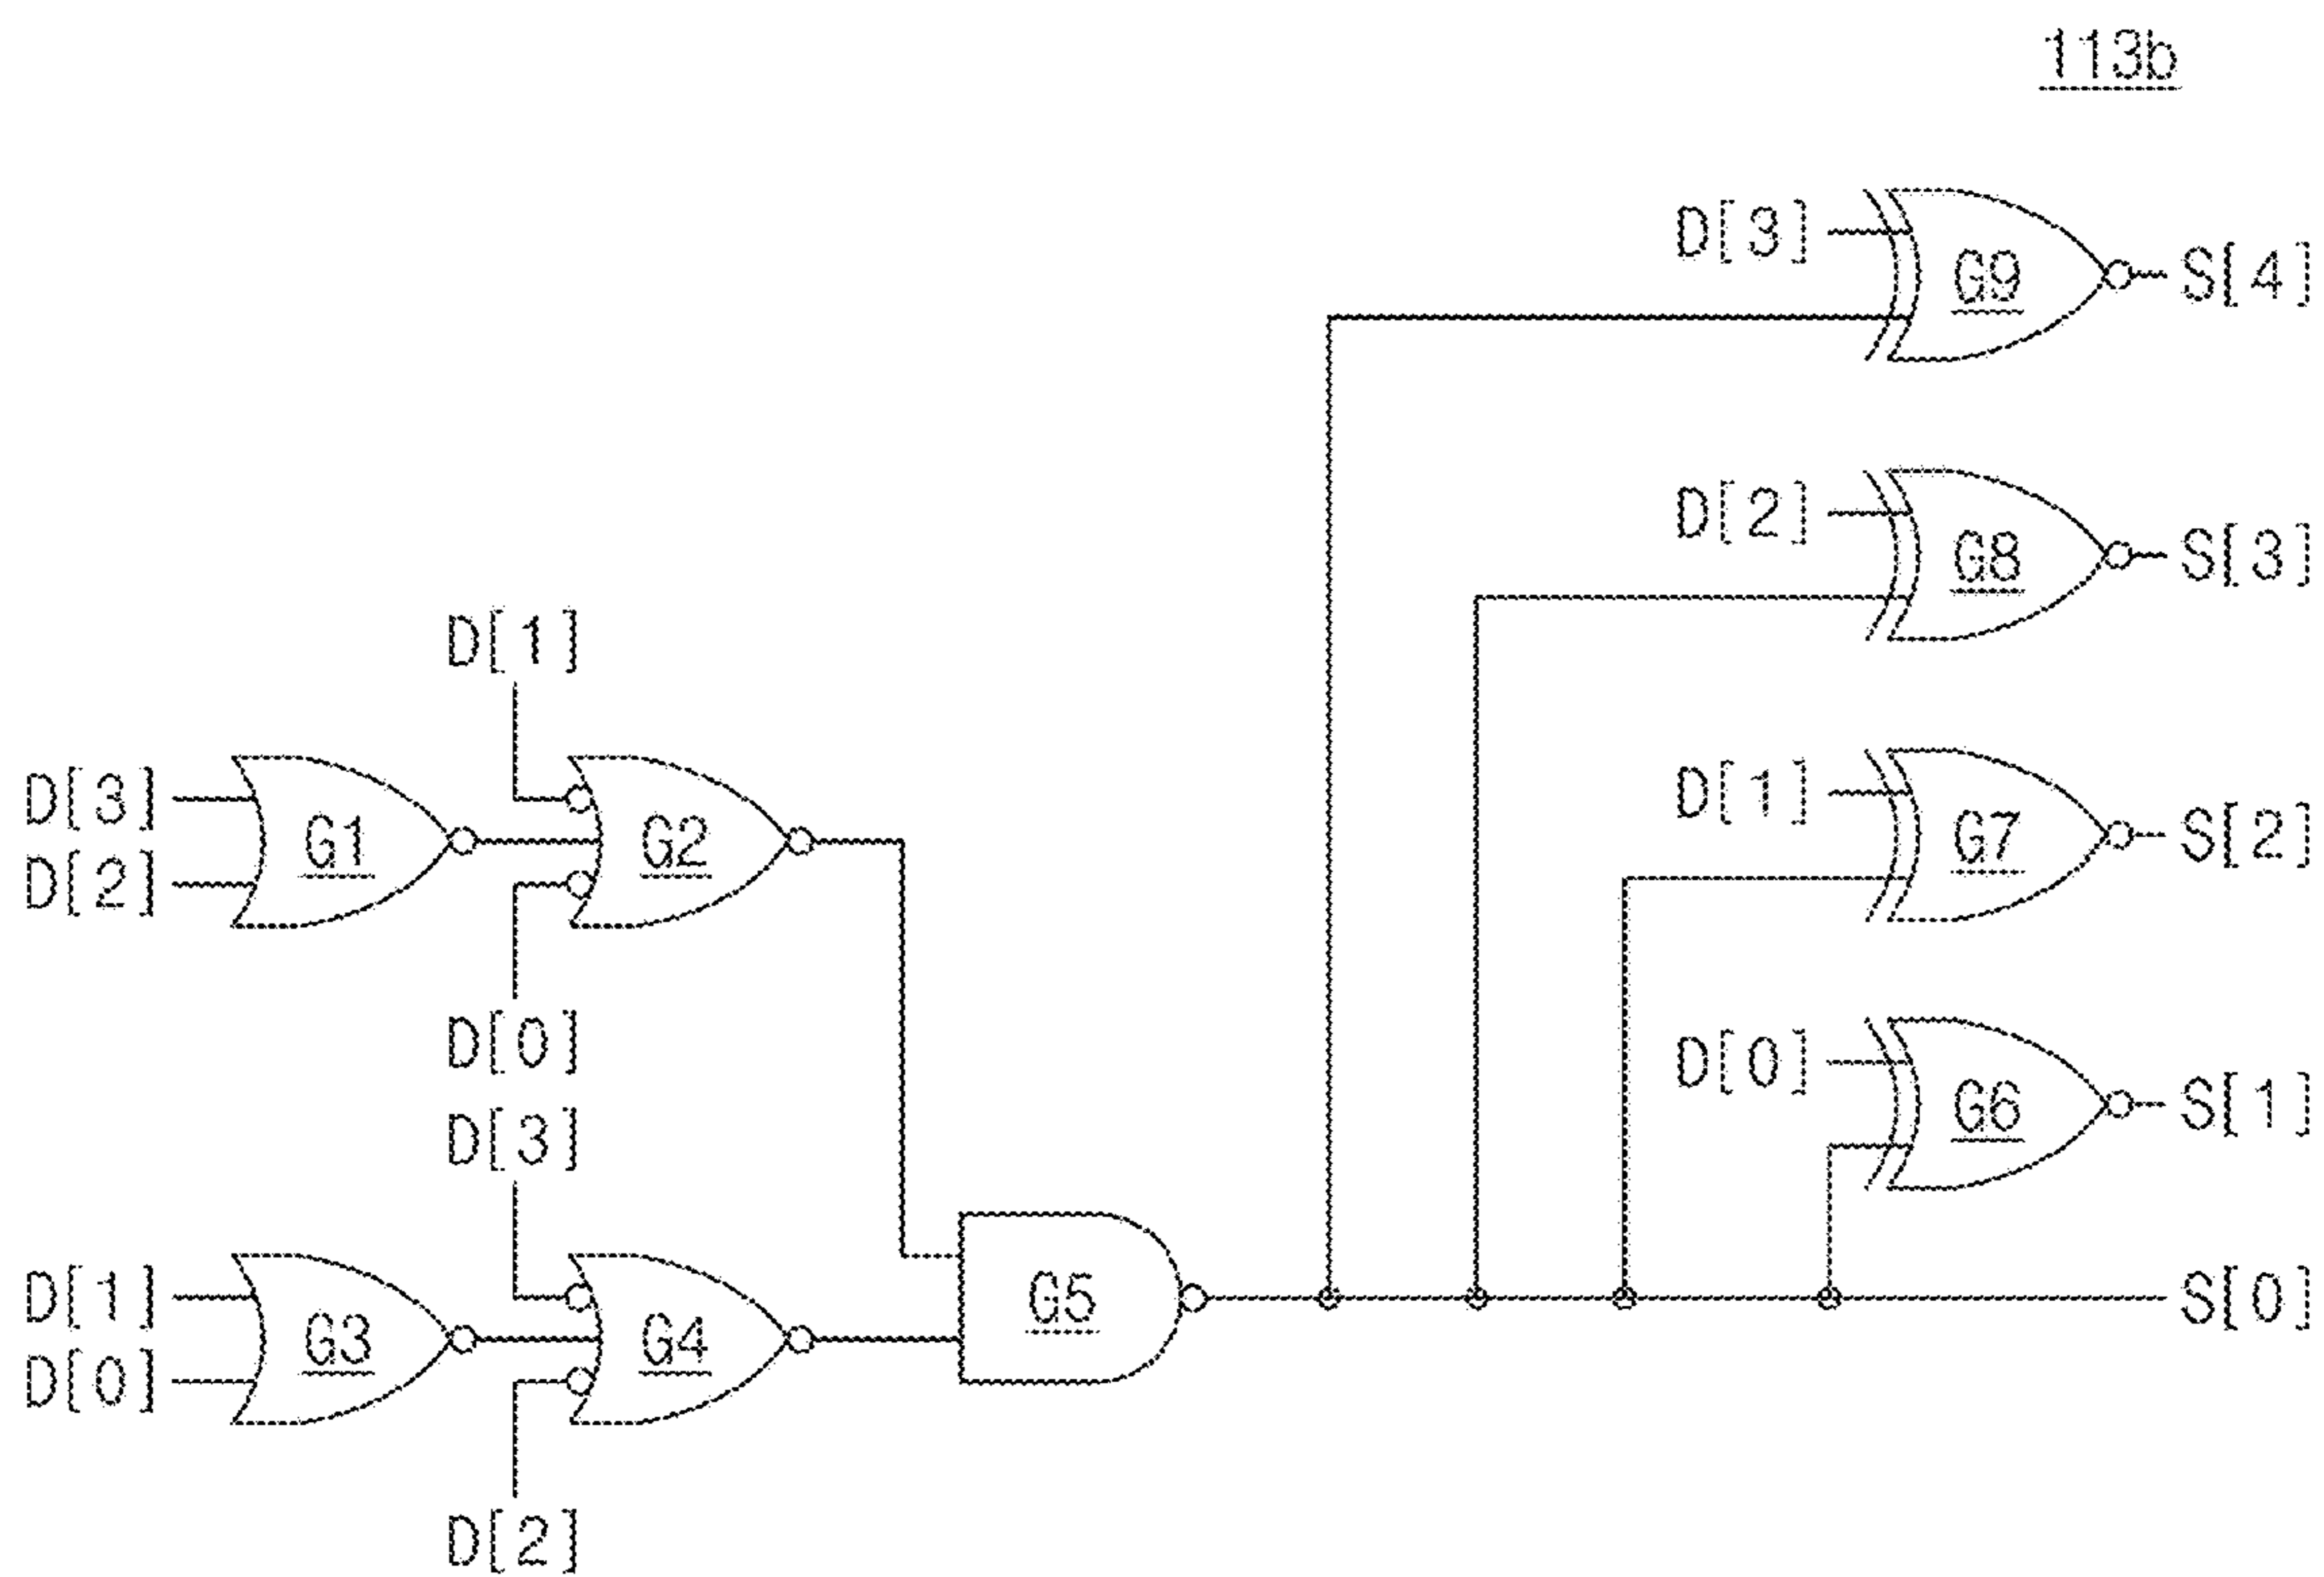 113b
D[3]
G9
S[4]
D[2]
G8
S[3]
D[1]
D[1]
G7
S[2]
D[3]
G1
G2
D[2]
D[0]
D[0]
G6
S[1]
D[3]
D[1]
G3
G4
G5
S[0]
D[0]
D[2]